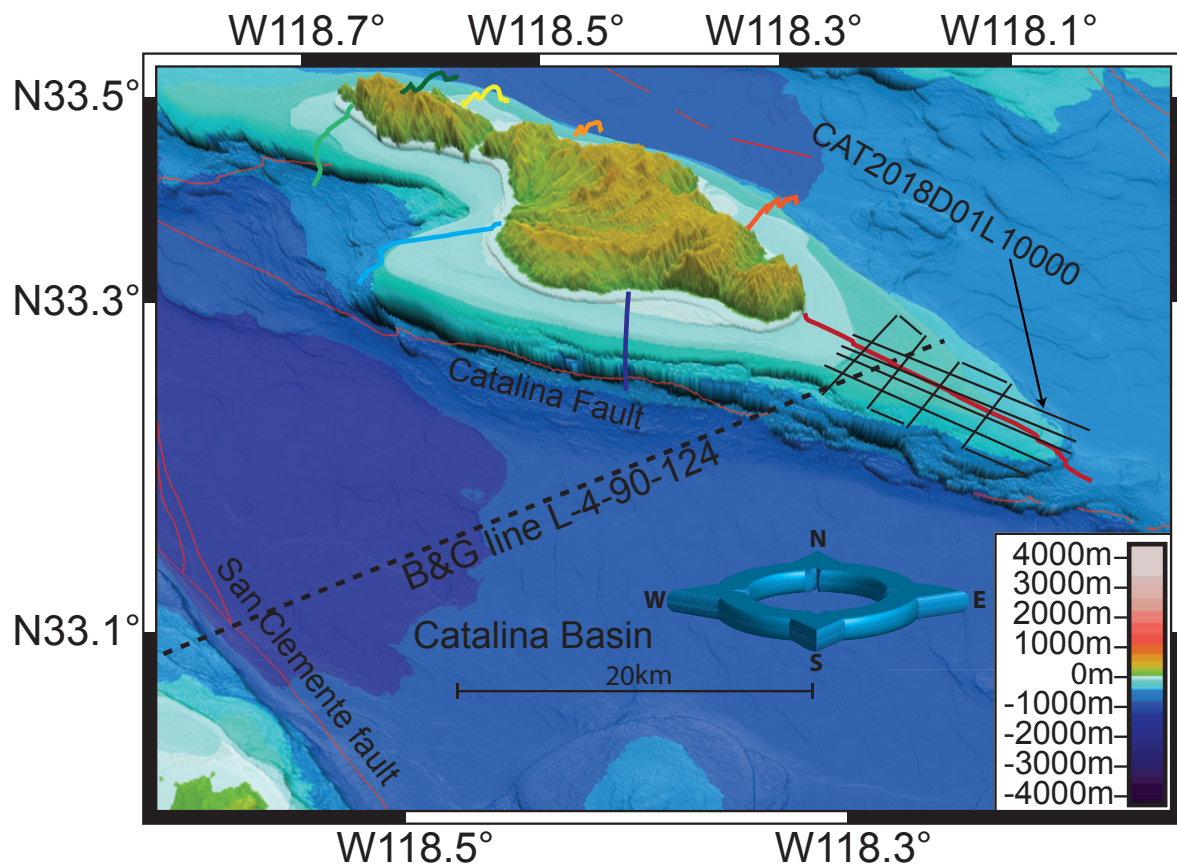 W118.7° W118.5° W118.3° W118.1°
N33.5°
CAT2018D01L10000
N33.3°
Catalina Fault
B&G line L-4-90-124
N
4000m
3000m
2000m
1000m
0m
-1000m
-2000m
-3000m
-4000m
W E
S
San Clemente fault
N33.1°
Catalina Basin
20km
W118.5° W118.3°